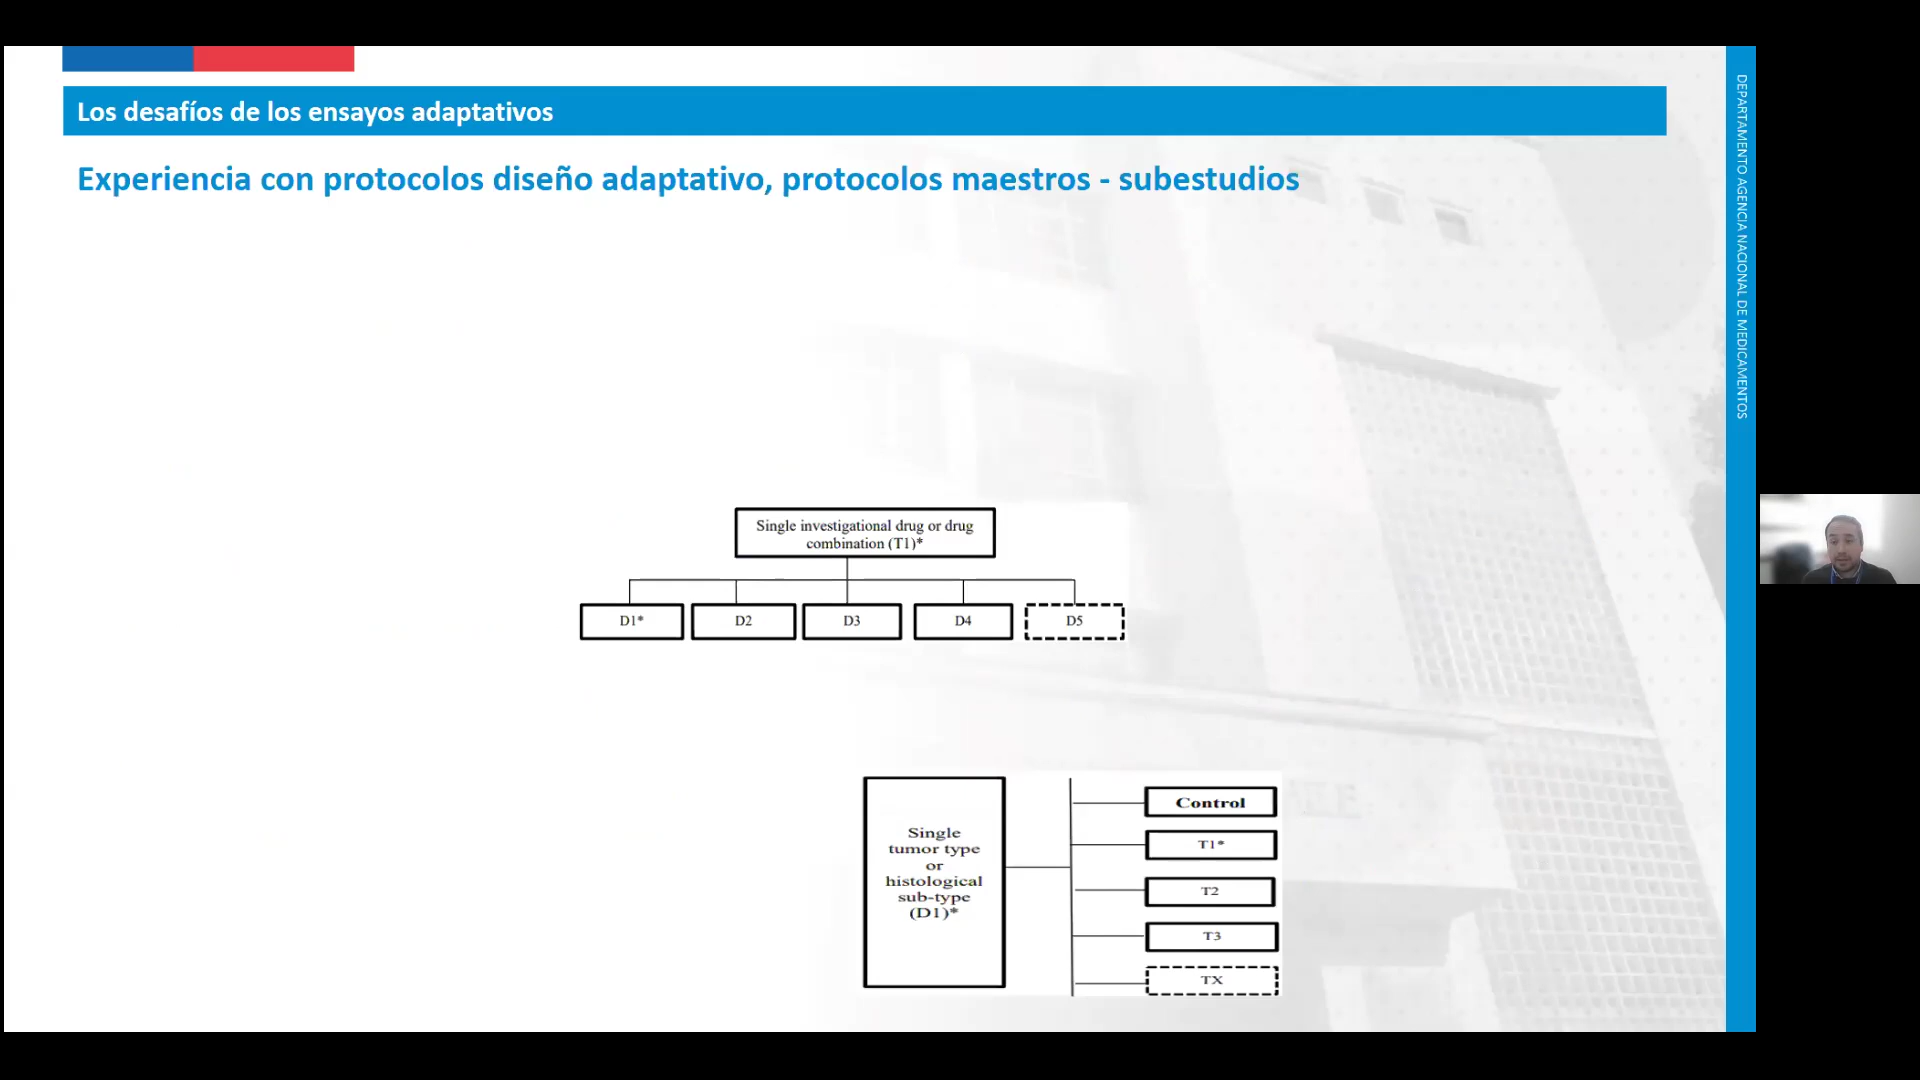 Los desafíos de los ensayos adaptativos
Experiencia con protocolos diseño adaptativo, protocolos maestros - subestudios
DEPARTAMENTO AGENCIA NACIONAL DE MEDICAMENTOS
Single investigational drug or drug
combination (T1)*
D1*
D2
D3
D4
D5
Single
tumor type
or
histological
sub-type
(D1)*
Control
T1*
T2
T3
TX